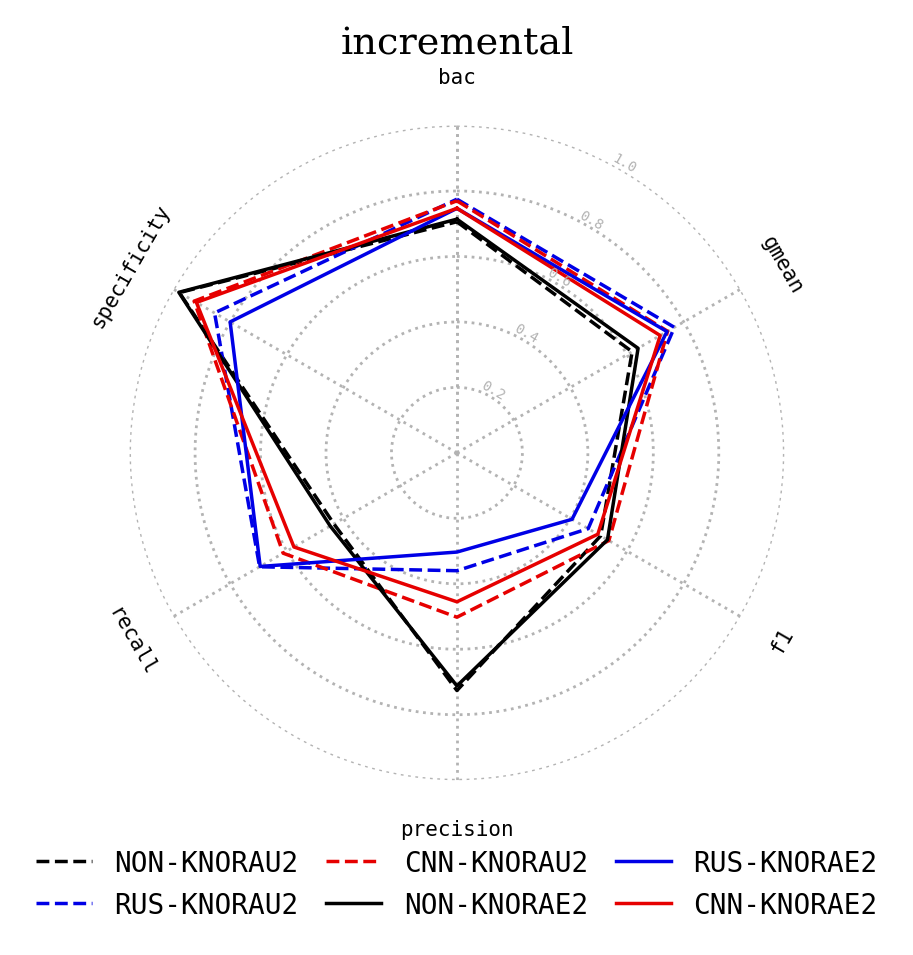 incremental
bac
1.0
0.8
0.6
0.4
0.2
gmean
specificity
f1
recall
precision
NON-KNORAU2 CNN-KNORAU2 RUS-KNORAE2
RUS-KNORAU2 NON-KNORAE2 CNN-KNORAE2